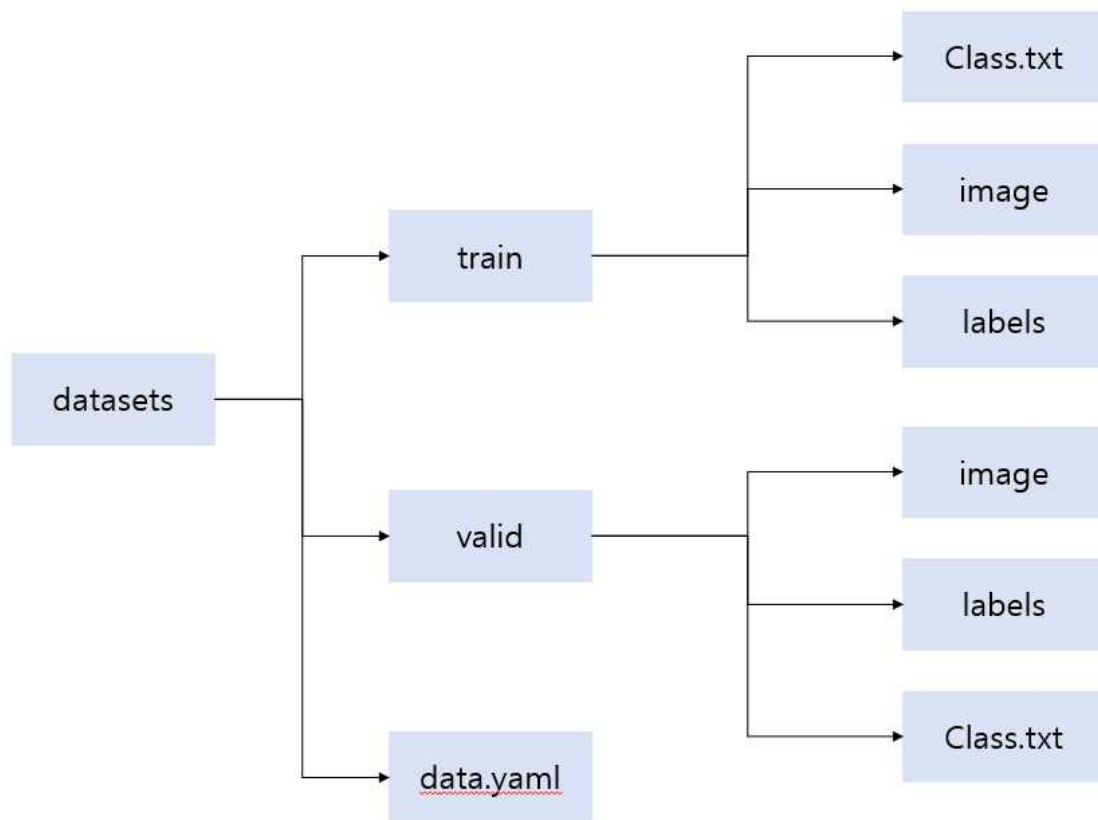 Class.txt
image
train
labels
datasets
image
valid
labels
Class.txt
data.yaml